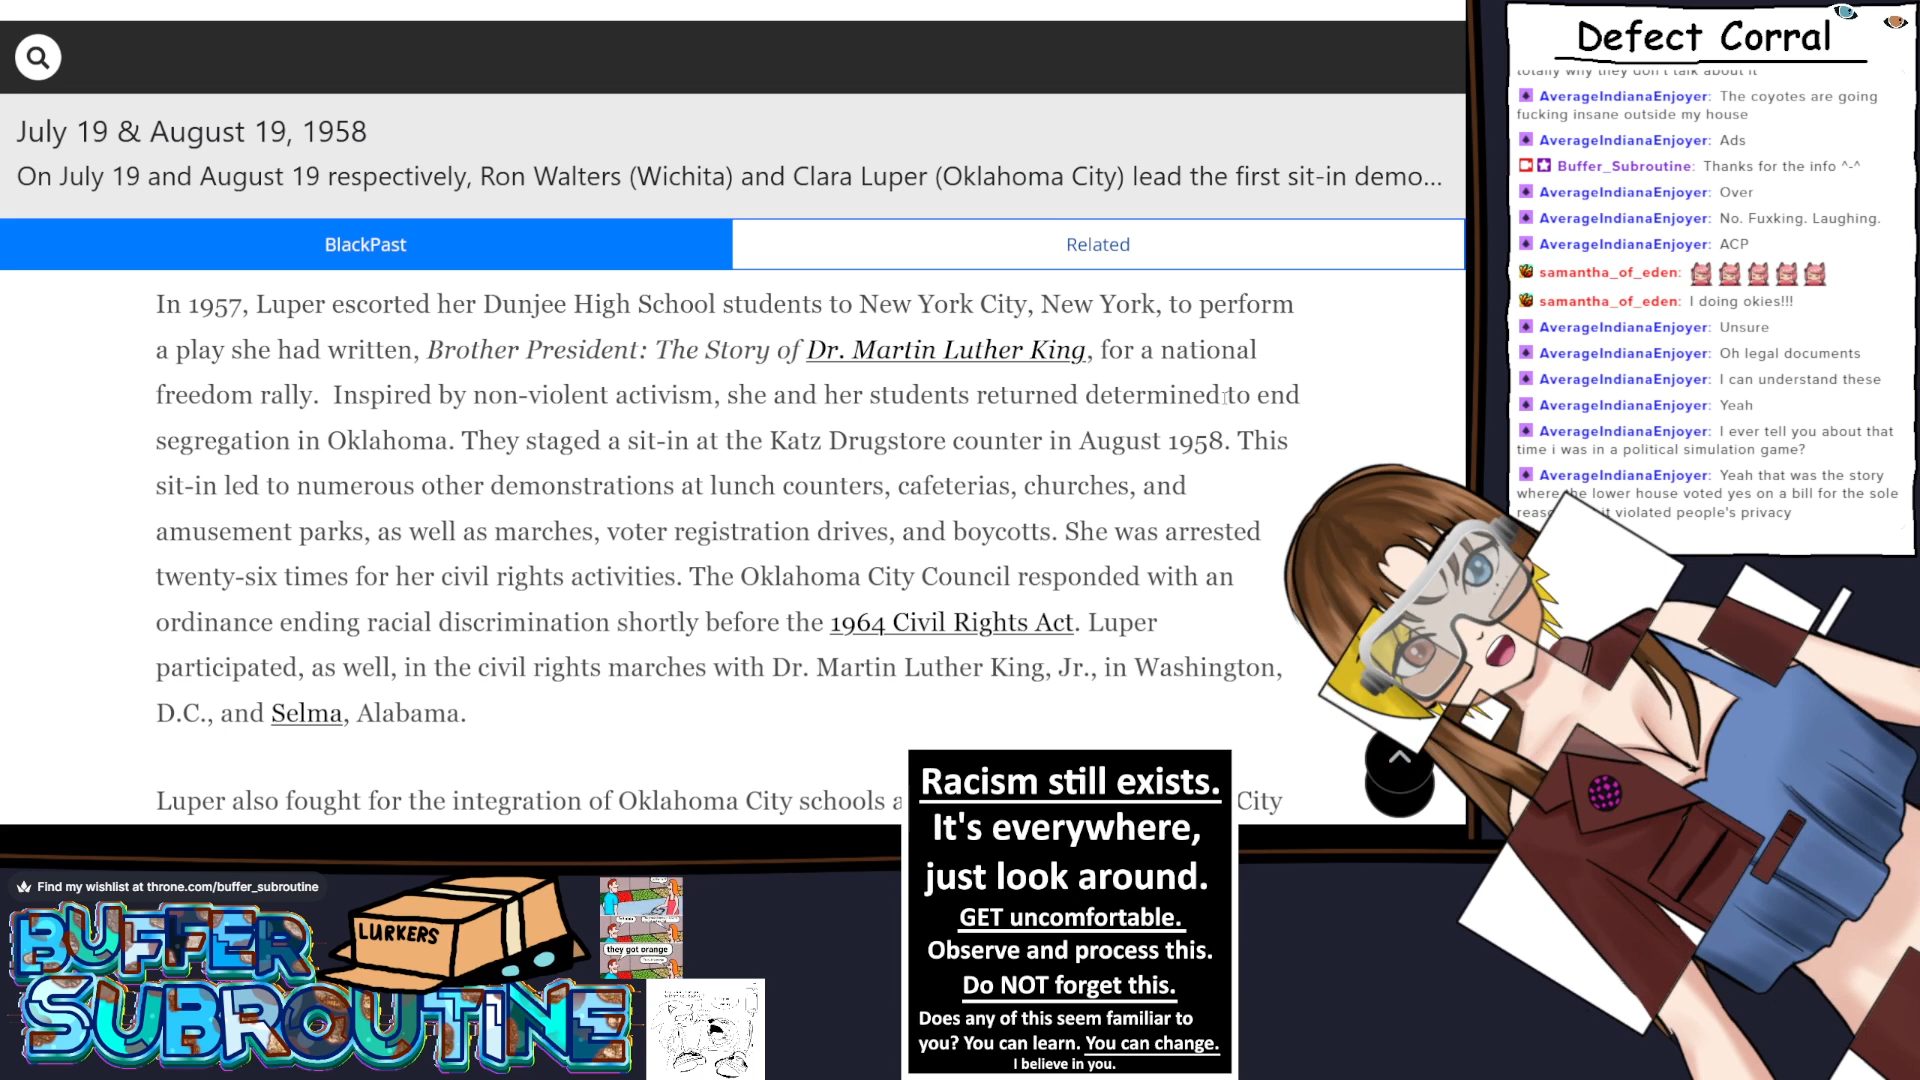 July 19 & August 19, 1958
On July 19 and August 19 respectively, Ron Walters (Wichita) and Clara Luper (Oklahoma City) lead the first sit-in demo...
BlackPast
Related
In 1957, Luper escorted her Dunjee High School students to New York City, New York, to perform
a play she had written, Brother President: The Story of Dr. Martin Luther King, for a national
freedom rally.  Inspired by non-violent activism, she and her students returned determined to end
segregation in Oklahoma. They staged a sit-in at the Katz Drugstore counter in August 1958. This
sit-in led to numerous other demonstrations at lunch counters, cafeterias, churches, and
amusement parks, as well as marches, voter registration drives, and boycotts. She was arrested
twenty-six times for her civil rights activities. The Oklahoma City Council responded with an
ordinance ending racial discrimination shortly before the 1964 Civil Rights Act. Luper
participated, as well, in the civil rights marches with Dr. Martin Luther King, Jr., in Washington,
D.C., and Selma, Alabama.
Luper also fought for the integration of Oklahoma City schools
City
Defect Corral
totally why they don't talk about it
AverageIndianaEnjoyer: The coyotes are going
fucking insane outside my house
AverageIndianaEnjoyer: Ads
Buffer_Subroutine: Thanks for the info ^-^
AverageIndianaEnjoyer: Over
AverageIndianaEnjoyer: No. Fuxking. Laughing.
AverageIndianaEnjoyer: ACP
samantha_of_eden:
samantha_of_eden: I doing okies!!!
AverageIndianaEnjoyer: Unsure
AverageIndianaEnjoyer: Oh legal documents
AverageIndianaEnjoyer: I can understand these
AverageIndianaEnjoyer: Yeah
AverageIndianaEnjoyer: I ever tell you about that
time i was in a political simulation game?
AverageIndianaEnjoyer: Yeah that was the story
where the lower house voted yes on a bill for the sole
it violated people's privacy
Racism still exists.
It's everywhere,
just look around.
GET uncomfortable.
Observe and process this.
Do NOT forget this.
Does any of this seem familiar to
you? You can learn. You can change.
I believe in you.
Find my wishlist at throne.com/buffer_subroutine
BUFFER
SUBROUTINE
LURKERS
they got orange